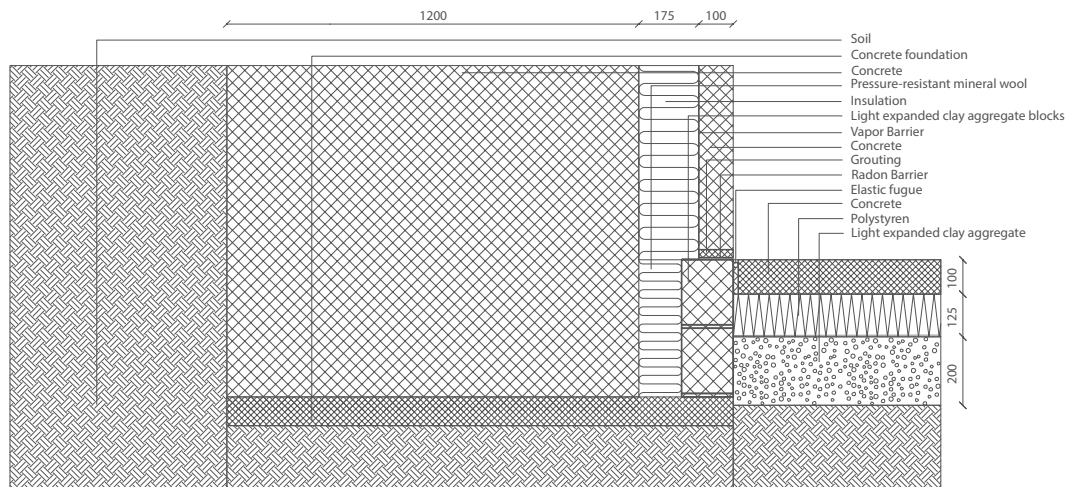 1200
175
100
Soil
Concrete foundation
Concrete
Pressure-resistant mineral wool
Insulation
Light expanded clay aggregate blocks
Vapor Barrier
Concrete
Grouting
Radon Barrier
Elastic fugue
Concrete
Polystyren
Light expanded clay aggregate
100
125
200